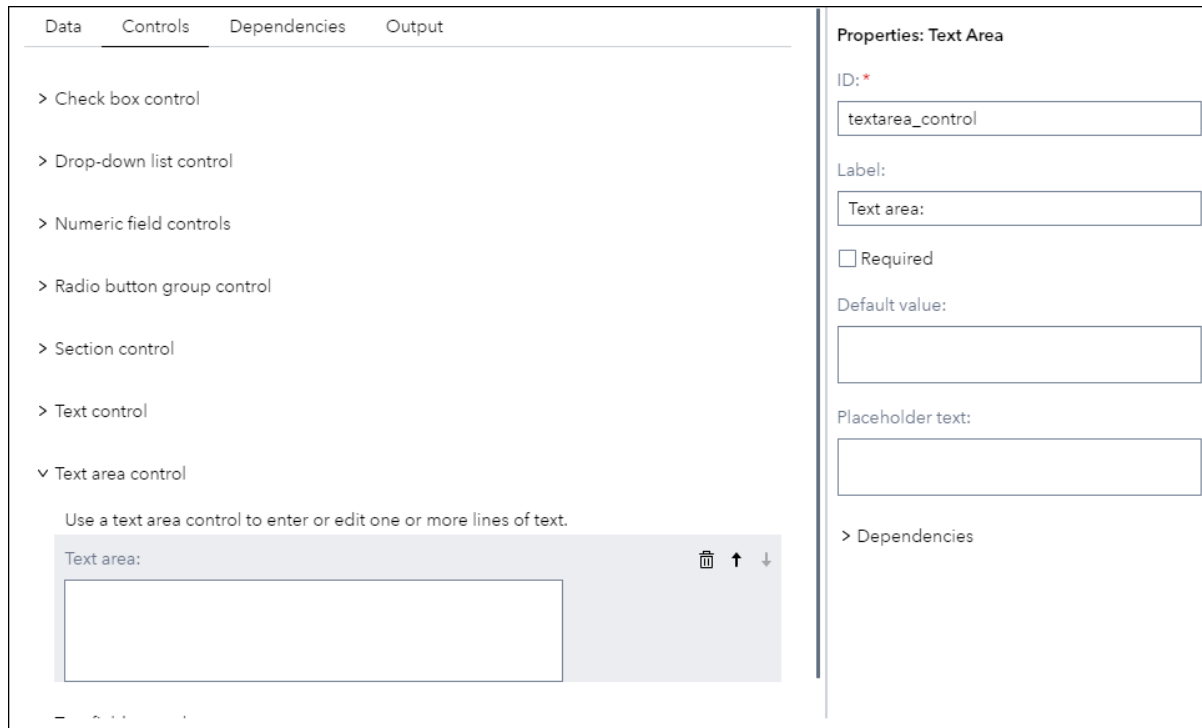 Data Controls Dependencies Output
> Check box control
> Drop-down list control
> Numeric field controls
> Radio button group control
> Section control
> Text control
Text area control
Use a text area control to enter or edit one or more lines of text.
Text area:
Properties: Text Area
ID: *
textarea_control
Label:
Text area:
Required
Default value:
Placeholder text:
> Dependencies